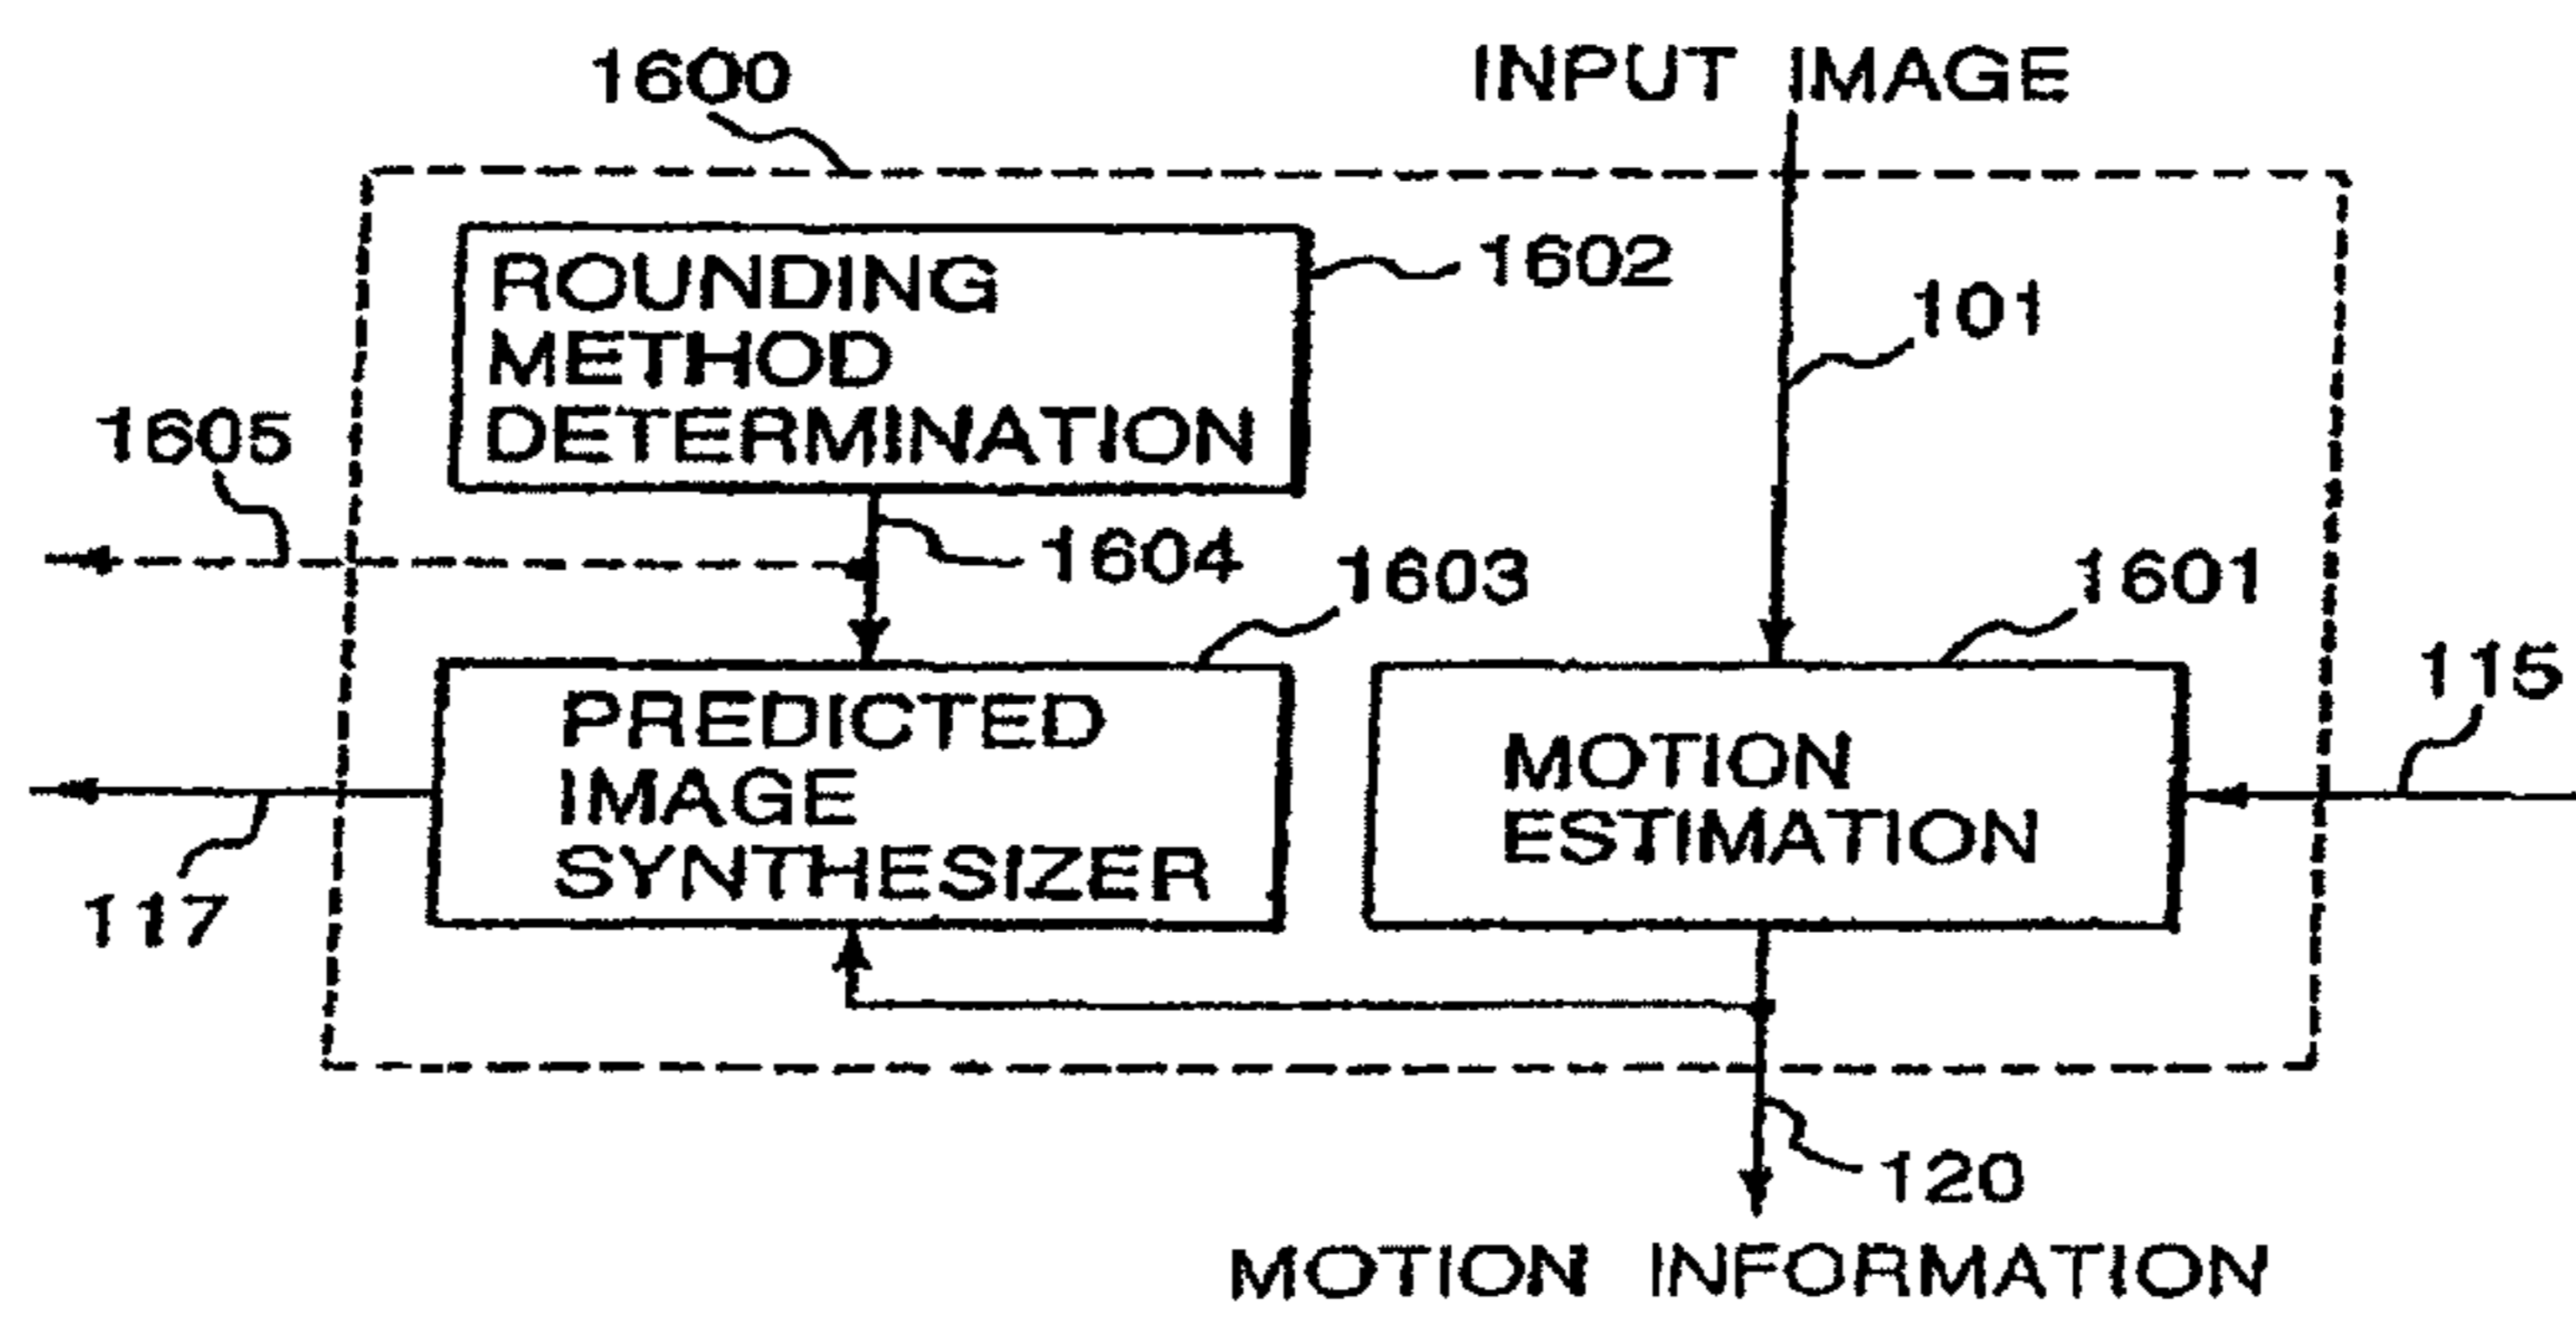 1600
INPUT IMAGE
ROUNDING
METHOD
DETERMINATION
1602
101
1605
1604
1603
1601
115
PREDICTED
IMAGE
SYNTHESIZER
MOTION
ESTIMATION
117
120
MOTION INFORMATION